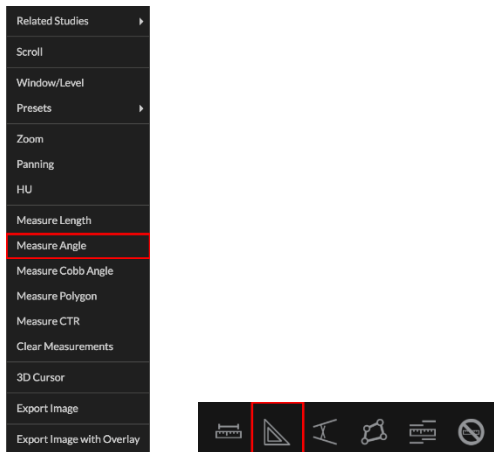 Related Studies
Scroll
Window/Level
Presets
Zoom
Panning
HU
Measure Length
Measure Angle
Measure Cobb Angle
Measure Polygon
Measure CTR
Clear Measurements
3D Cursor
Export Image
Export Image with Overlay